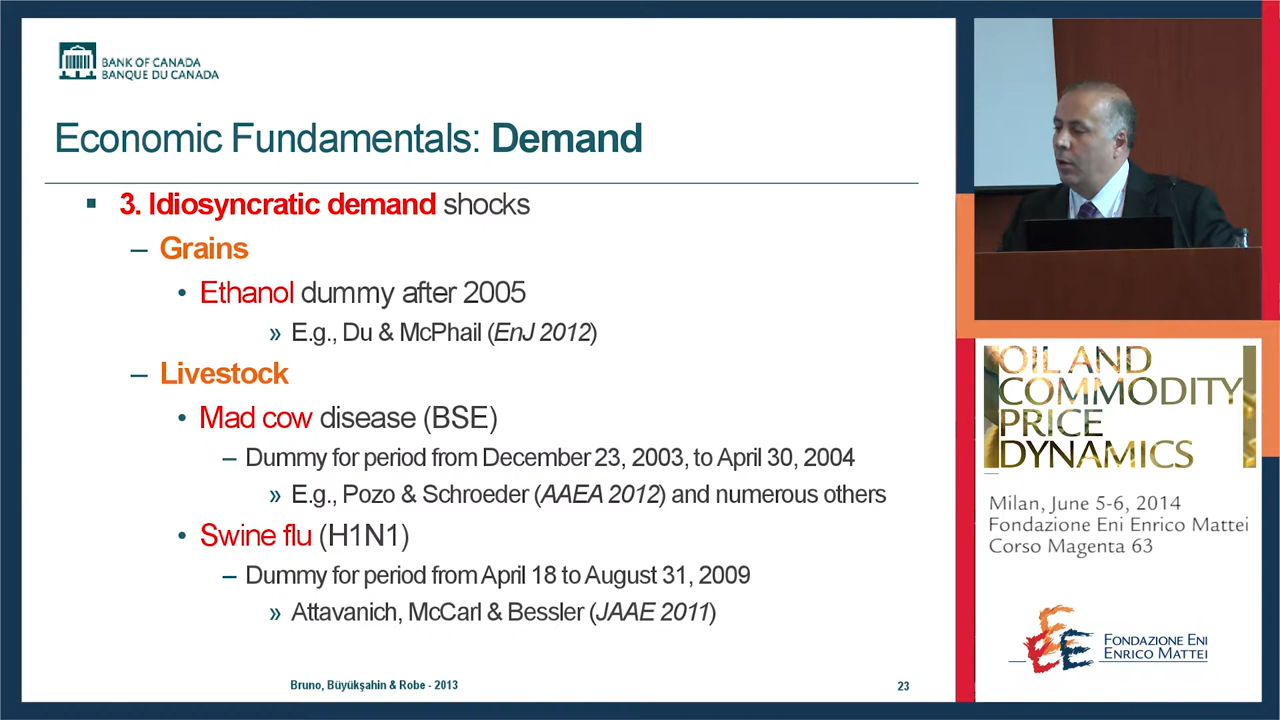 BANK OF CANADA
BANQUE DU CANADA
Economic Fundamentals: Demand
3. Idiosyncratic demand shocks
– Grains
• Ethanol dummy after 2005
» E.g., Du & McPhail (EnJ 2012)
– Livestock
• Mad cow disease (BSE)
– Dummy for period from December 23, 2003, to April 30, 2004
» E.g., Pozo & Schroeder (AAEA 2012) and numerous others
• Swine flu (H1N1)
– Dummy for period from April 18 to August 31, 2009
» Attavanich, McCarl & Bessler (JAAE 2011)
Bruno, Büyükşahin & Robe - 2013
23
OIL AND
COMMODITY
PRICE
DYNAMICS
Milan, June 5-6, 2014
Fondazione Eni Enrico Mattei
Corso Magenta 63
FONDAZIONE ENI
ENRICO MATTEI